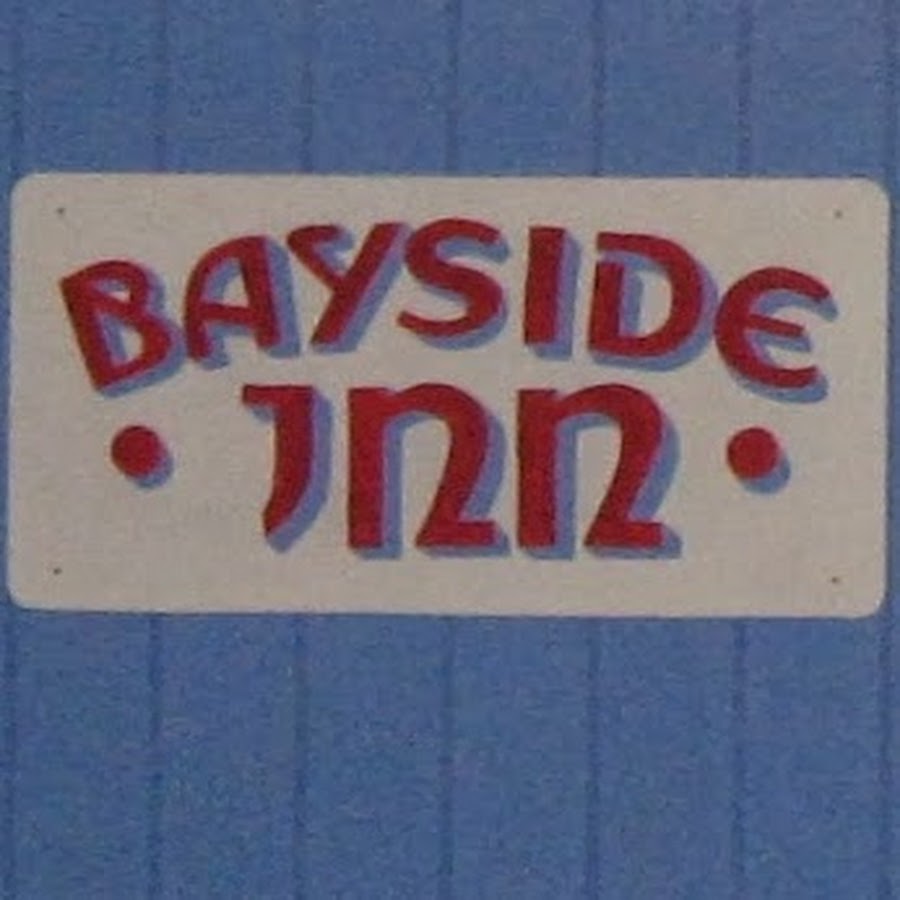 BAYSIDE
• INN •